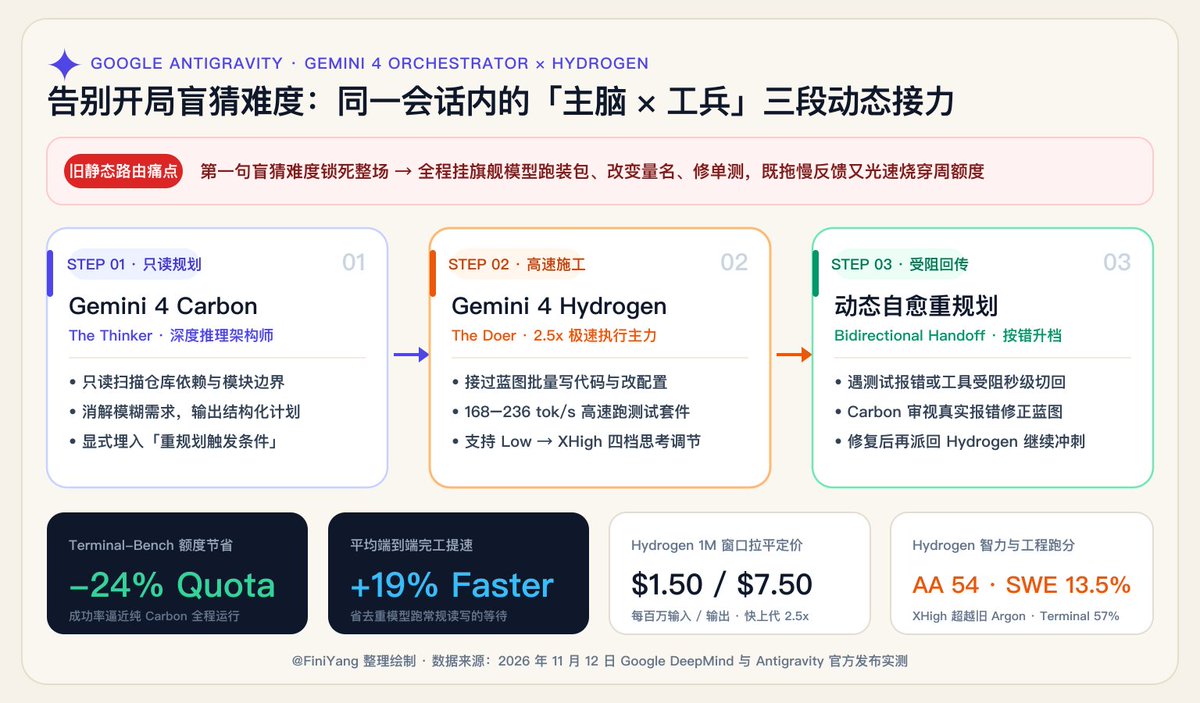 GOOGLE ANTIGRAVITY · GEMINI 4 ORCHESTRATOR × HYDROGEN
告别开局盲猜难度：同一会话内的「主脑 × 工兵」三段动态接力
旧静态路由痛点
第一句盲猜难度锁死整场 → 全程挂旗舰模型跑装包、改变量名、修单测，既拖慢反馈又光速烧穿周额度
STEP 01 · 只读规划
01
Gemini 4 Carbon
The Thinker · 深度推理架构师
• 只读扫描仓库依赖与模块边界
• 消解模糊需求，输出结构化计划
• 显式埋入「重规划触发条件」
STEP 02 · 高速施工
02
Gemini 4 Hydrogen
The Doer · 2.5x 极速执行主力
• 接过蓝图批量写代码与改配置
• 168–236 tok/s 高速跑测试套件
• 支持 Low → XHigh 四档思考调节
STEP 03 · 受阻回传
03
动态自愈重规划
Bidirectional Handoff · 按错升档
• 遇测试报错或工具受阻秒级切回
• Carbon 审视真实报错修正蓝图
• 修复后再派回 Hydrogen 继续冲刺
Terminal-Bench 额度节省
-24% Quota
成功率逼近纯 Carbon 全程运行
平均端到端完工提速
+19% Faster
省去重模型跑常规读写的等待
Hydrogen 1M 窗口拉平定价
$1.50 / $7.50
每百万输入 / 输出 · 快上代 2.5x
Hydrogen 智力与工程跑分
AA 54 · SWE 13.5%
XHigh 超越旧 Argon · Terminal 57%
@FiniYang 整理绘制 · 数据来源：2026 年 11 月 12 日 Google DeepMind 与 Antigravity 官方发布实测